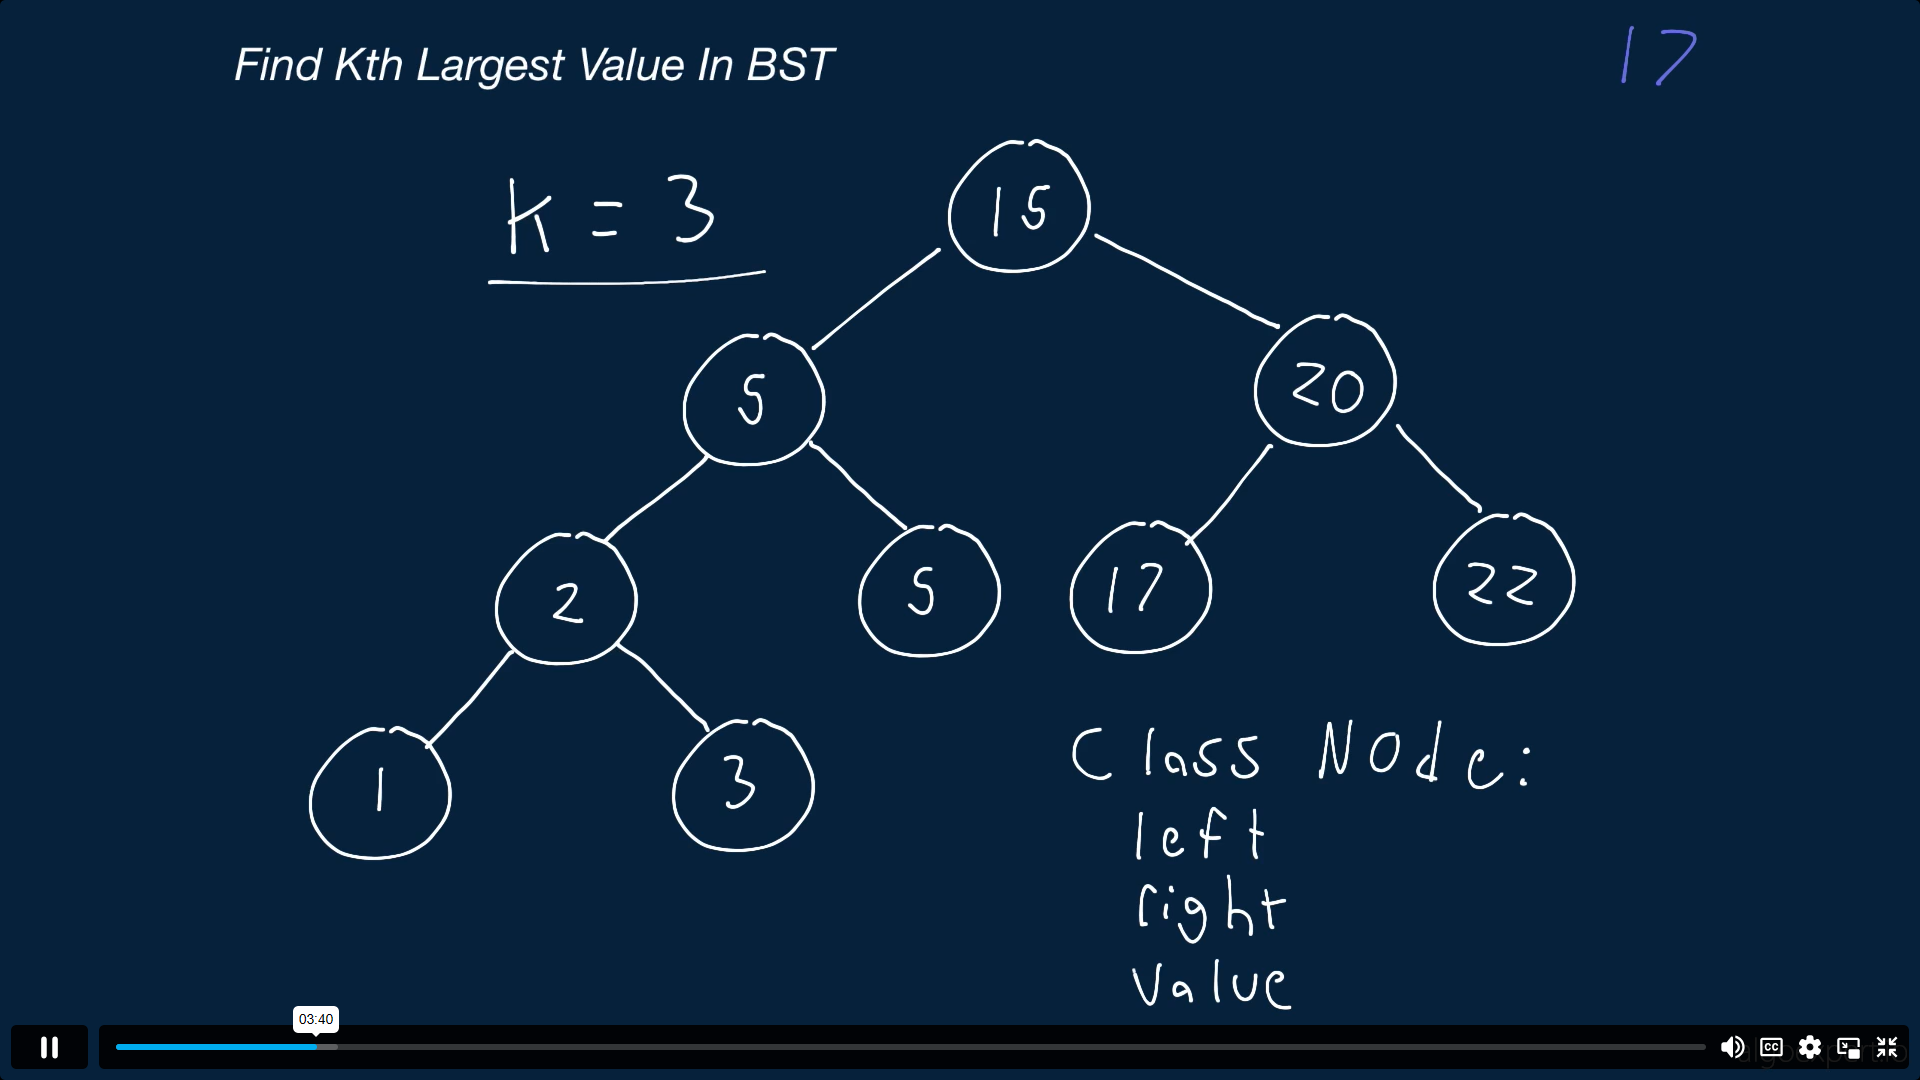 Find Kth Largest Value In BST
17
K = 3
15
5
20
2
5
17
22
1
3
Class Node:
left
right
value
03:40
CC